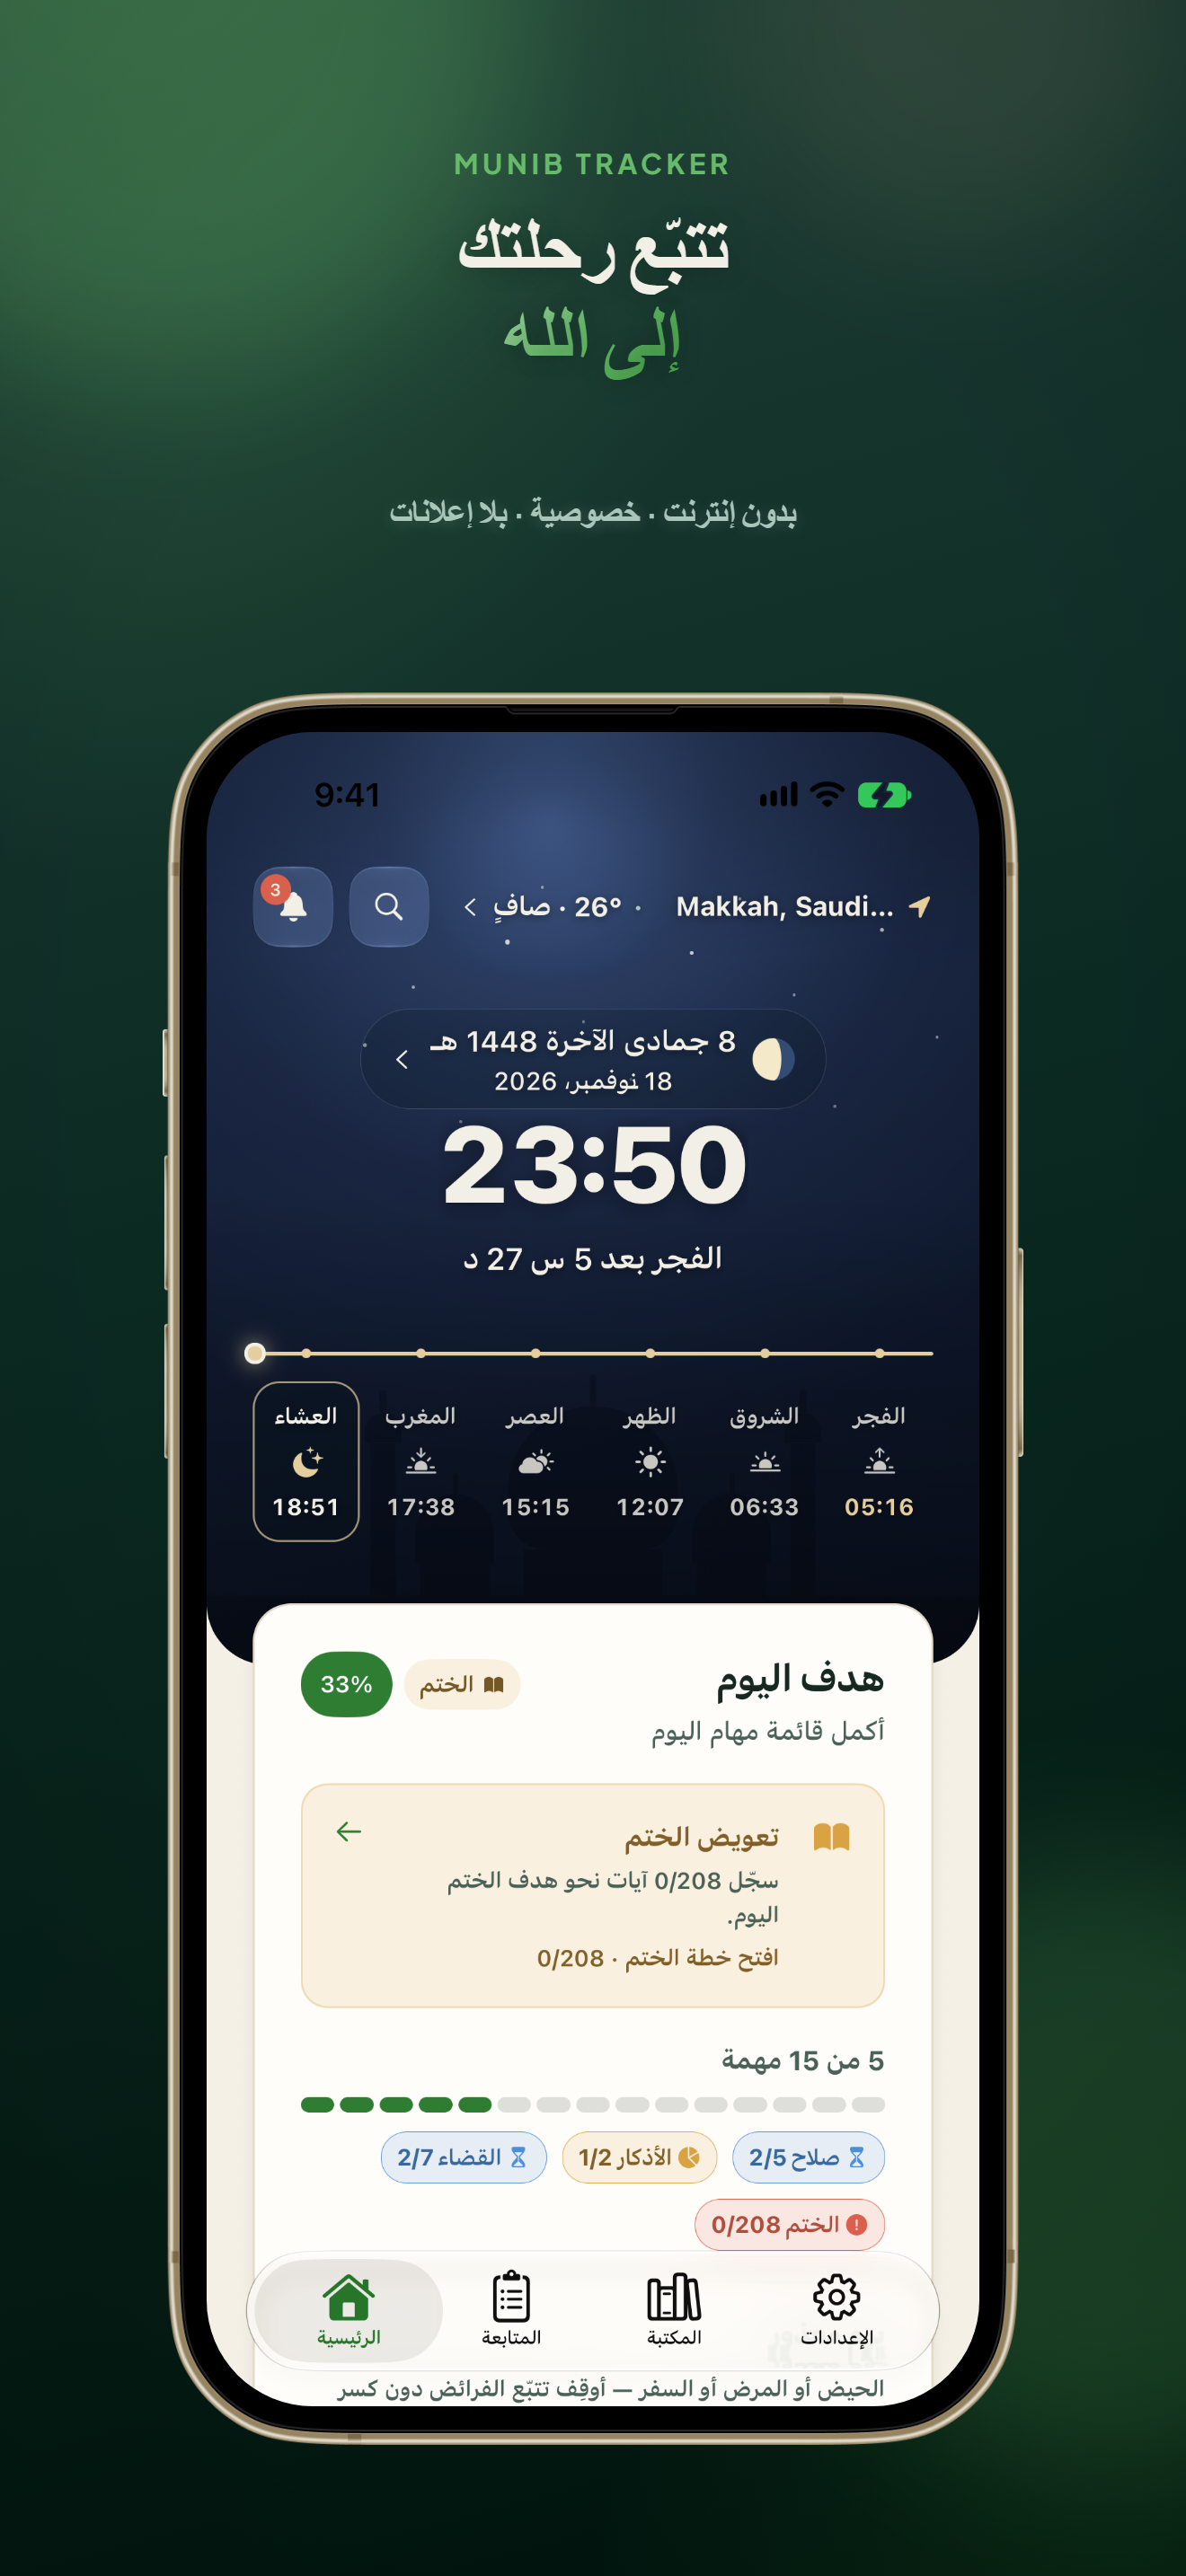 MUNIB TRACKER
تتبّع رحلتك
إلى الله
بدون إنترنت · خصوصية · بلا إعلانات
9:41
Makkah, Saudi... · 26° · صافٍ
3
8 جمادى الآخرة 1448 هـ
18 نوفمبر، 2026
23:50
الفجر بعد 5 س 27 د
الفجر الشروق الظهر العصر المغرب العشاء
05:16 06:33 12:07 15:15 17:38 18:51
هدف اليوم
الختم 33%
أكمل قائمة مهام اليوم
تعويض الختم
سجّل 0/208 آيات نحو هدف الختم
اليوم.
افتح خطة الختم · 0/208
5 من 15 مهمة
صلاح 2/5 الأذكار 1/2 القضاء 2/7
الختم 0/208
الإعدادات المكتبة المتابعة الرئيسية
الحيض أو المرض أو السفر — أوقِف تتبّع الفرائض دون كسر